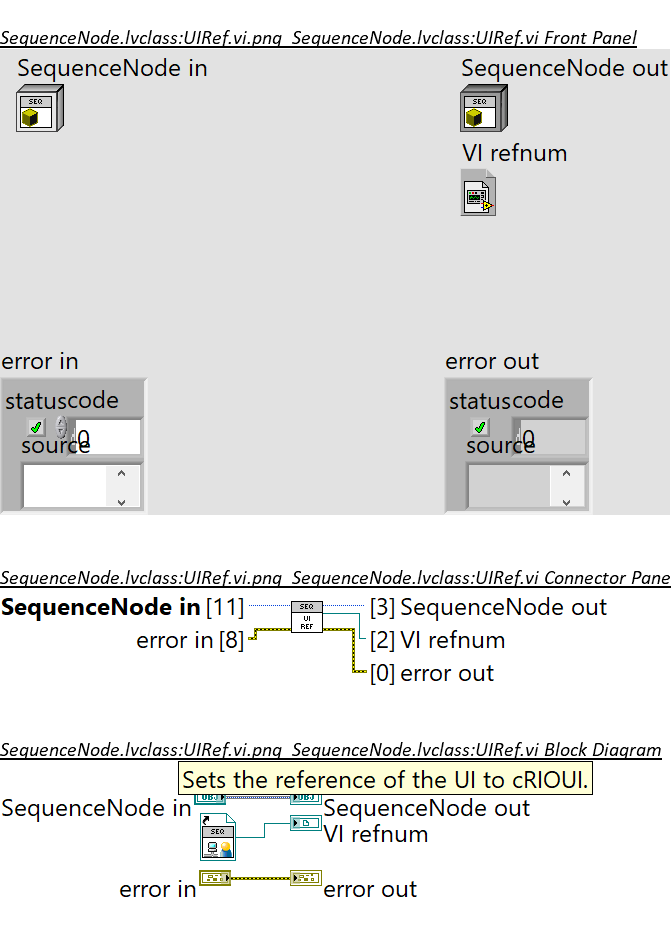 SequenceNode.lvclass:UIRef.vi.png SequenceNode.lvclass:UIRef.vi Front Panel
SequenceNode in
SequenceNode out
SEQ
SEQ
VI refnum
error in
error out
status code
status code
0
0
source
source
SequenceNode.lvclass:UIRef.vi.png SequenceNode.lvclass:UIRef.vi Connector Pane
SequenceNode in [11]
SEQ
[3] SequenceNode out
error in [8]
UI
REF
[2] VI refnum
[0] error out
SequenceNode.lvclass:UIRef.vi.png SequenceNode.lvclass:UIRef.vi Block Diagram
Sets the reference of the UI to cRIOUI.
SequenceNode in
OBJ
OBJ
SequenceNode out
SEQ
VI refnum
error in
error out